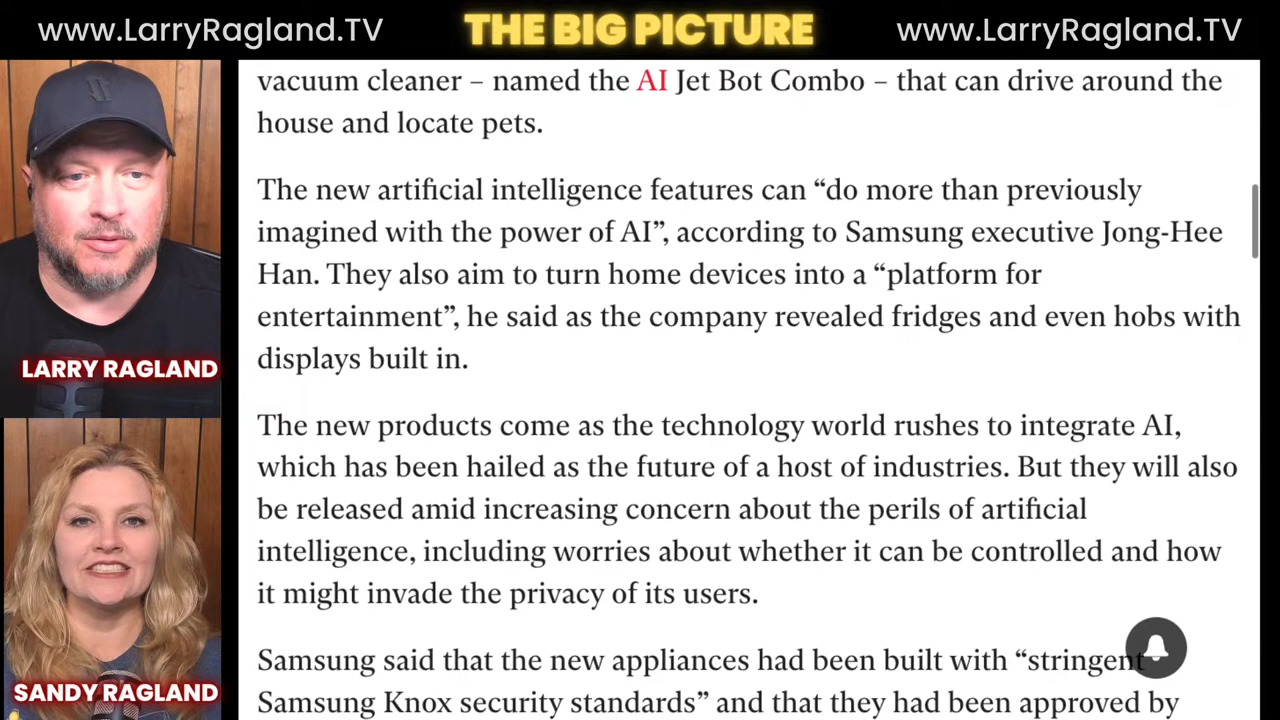 www.LarryRagland.TV
THE BIG PICTURE
www.LarryRagland.TV
vacuum cleaner – named the AI Jet Bot Combo – that can drive around the
house and locate pets.
The new artificial intelligence features can “do more than previously
imagined with the power of AI”, according to Samsung executive Jong-Hee
Han. They also aim to turn home devices into a “platform for
entertainment”, he said as the company revealed fridges and even hobs with
displays built in.
The new products come as the technology world rushes to integrate AI,
which has been hailed as the future of a host of industries. But they will also
be released amid increasing concern about the perils of artificial
intelligence, including worries about whether it can be controlled and how
it might invade the privacy of its users.
Samsung said that the new appliances had been built with “stringent
Samsung Knox security standards” and that they had been approved by
LARRY RAGLAND
SANDY RAGLAND